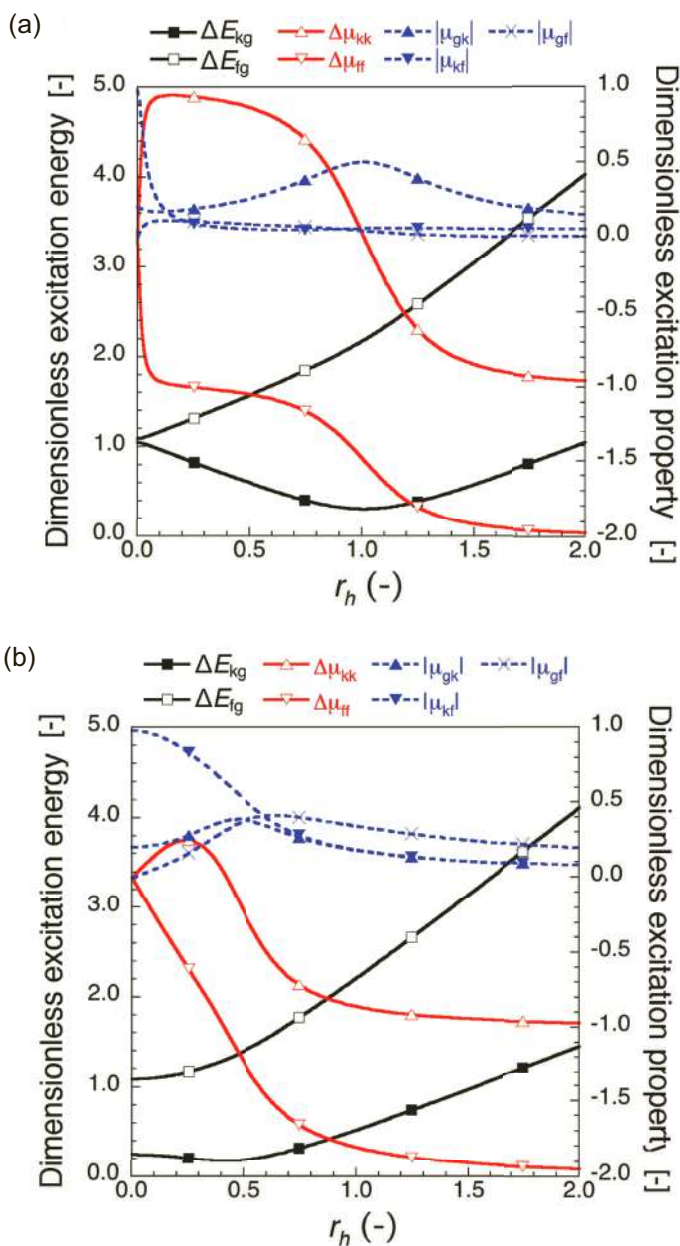 (a)
ΔE_kg Δμ_kk |μ_gk| |μ_gf|
ΔE_fg Δμ_ff |μ_kf|
Dimensionless excitation energy [-]
5.0
4.0
3.0
2.0
1.0
0.0
1.0
0.5
0.0
-0.5
-1.0
-1.5
-2.0
Dimensionless excitation property [-]
0.0 0.5 1.0 1.5 2.0
r_h (-)
(b)
ΔE_kg Δμ_kk |μ_gk| |μ_gf|
ΔE_fg Δμ_ff |μ_kf|
Dimensionless excitation energy [-]
5.0
4.0
3.0
2.0
1.0
0.0
1.0
0.5
0.0
-0.5
-1.0
-1.5
-2.0
Dimensionless excitation property [-]
0.0 0.5 1.0 1.5 2.0
r_h (-)